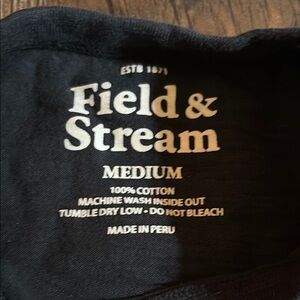 ESTB 1871
Field &
Stream
MEDIUM
100% COTTON
MACHINE WASH INSIDE OUT
TUMBLE DRY LOW - DO NOT BLEACH
MADE IN PERU